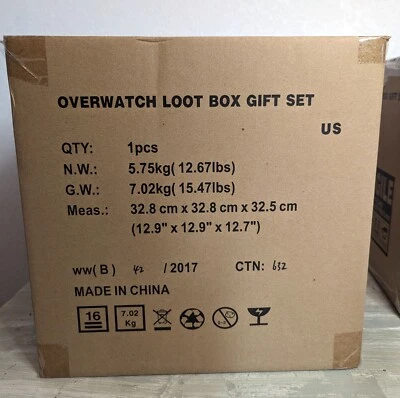 OVERWATCH LOOT BOX GIFT SET
US
QTY: 1pcs
N.W.: 5.75kg( 12.67lbs)
G.W.: 7.02kg( 15.47lbs)
Meas.: 32.8 cm x 32.8 cm x 32.5 cm
(12.9" x 12.9" x 12.7")
ww( B ) 42 / 2017 CTN: 632
MADE IN CHINA
16
7.02
Kg